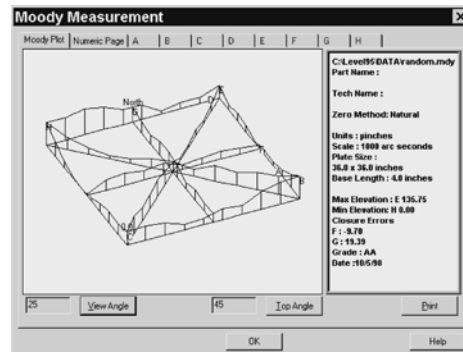 Moody Measurement
Moody Plot Numeric Page A B C D E F G H
North
B
C:\Level95\DATA\random.mdy
Part Name :
Tech Name :
Zero Method: Natural
Units : pinches
Scale : 1000 arc seconds
Plate Size :
36.0 x 36.0 inches
Base Length : 4.0 inches
Max Elevation : E 135.75
Min Elevation: H 0.00
Closure Errors
F : -9.70
G : 19.39
Grade : AA
Date :10/5/98
25 View Angle 45 Top Angle Print
OK Help